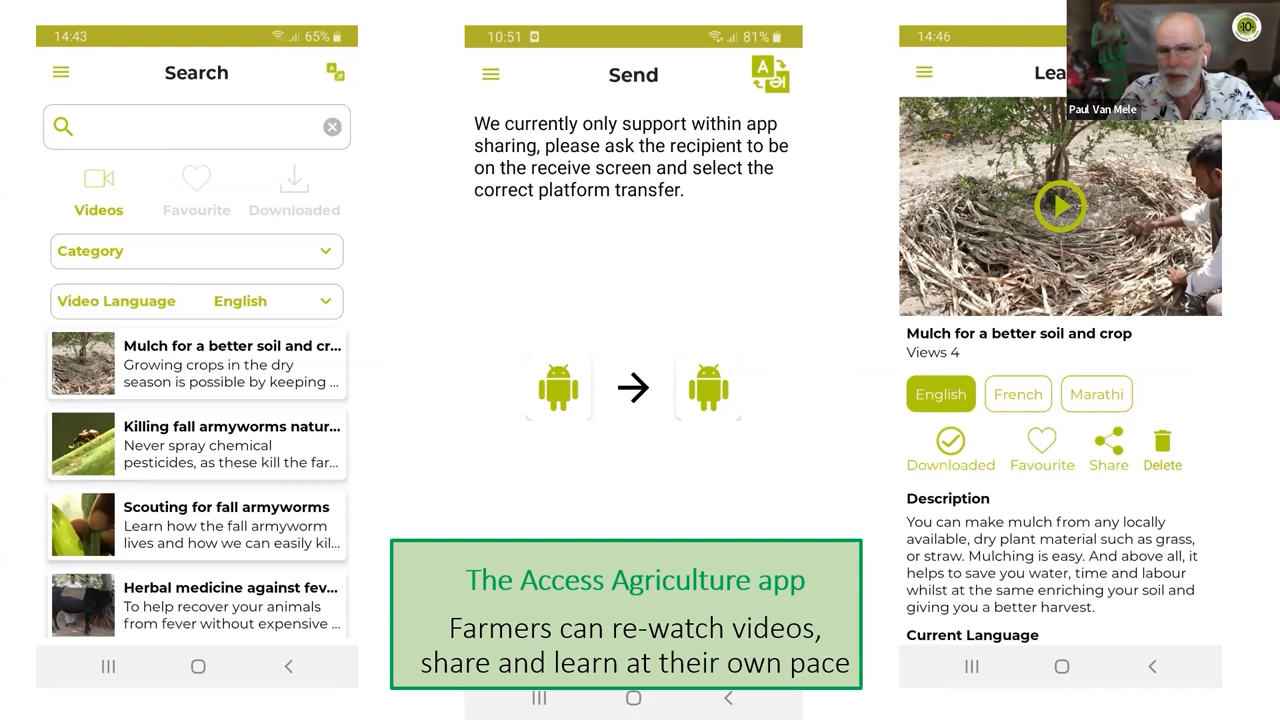 14:43
65%
Search
Videos
Favourite
Downloaded
Category
Video Language
English
Mulch for a better soil and cr...
Growing crops in the dry
season is possible by keeping ...
Killing fall armyworms natur...
Never spray chemical
pesticides, as these kill the far...
Scouting for fall armyworms
Learn how the fall armyworm
lives and how we can easily kil...
Herbal medicine against fev...
To help recover your animals
from fever without expensive ...
10:51
81%
Send
A
We currently only support within app
sharing, please ask the recipient to be
on the receive screen and select the
correct platform transfer.
The Access Agriculture app
Farmers can re-watch videos,
share and learn at their own pace
14:46
Lea
Paul Van Mele
10
Mulch for a better soil and crop
Views 4
English
French
Marathi
Downloaded
Favourite
Share
Delete
Description
You can make mulch from any locally
available, dry plant material such as grass,
or straw. Mulching is easy. And above all, it
helps to save you water, time and labour
whilst at the same enriching your soil and
giving you a better harvest.
Current Language